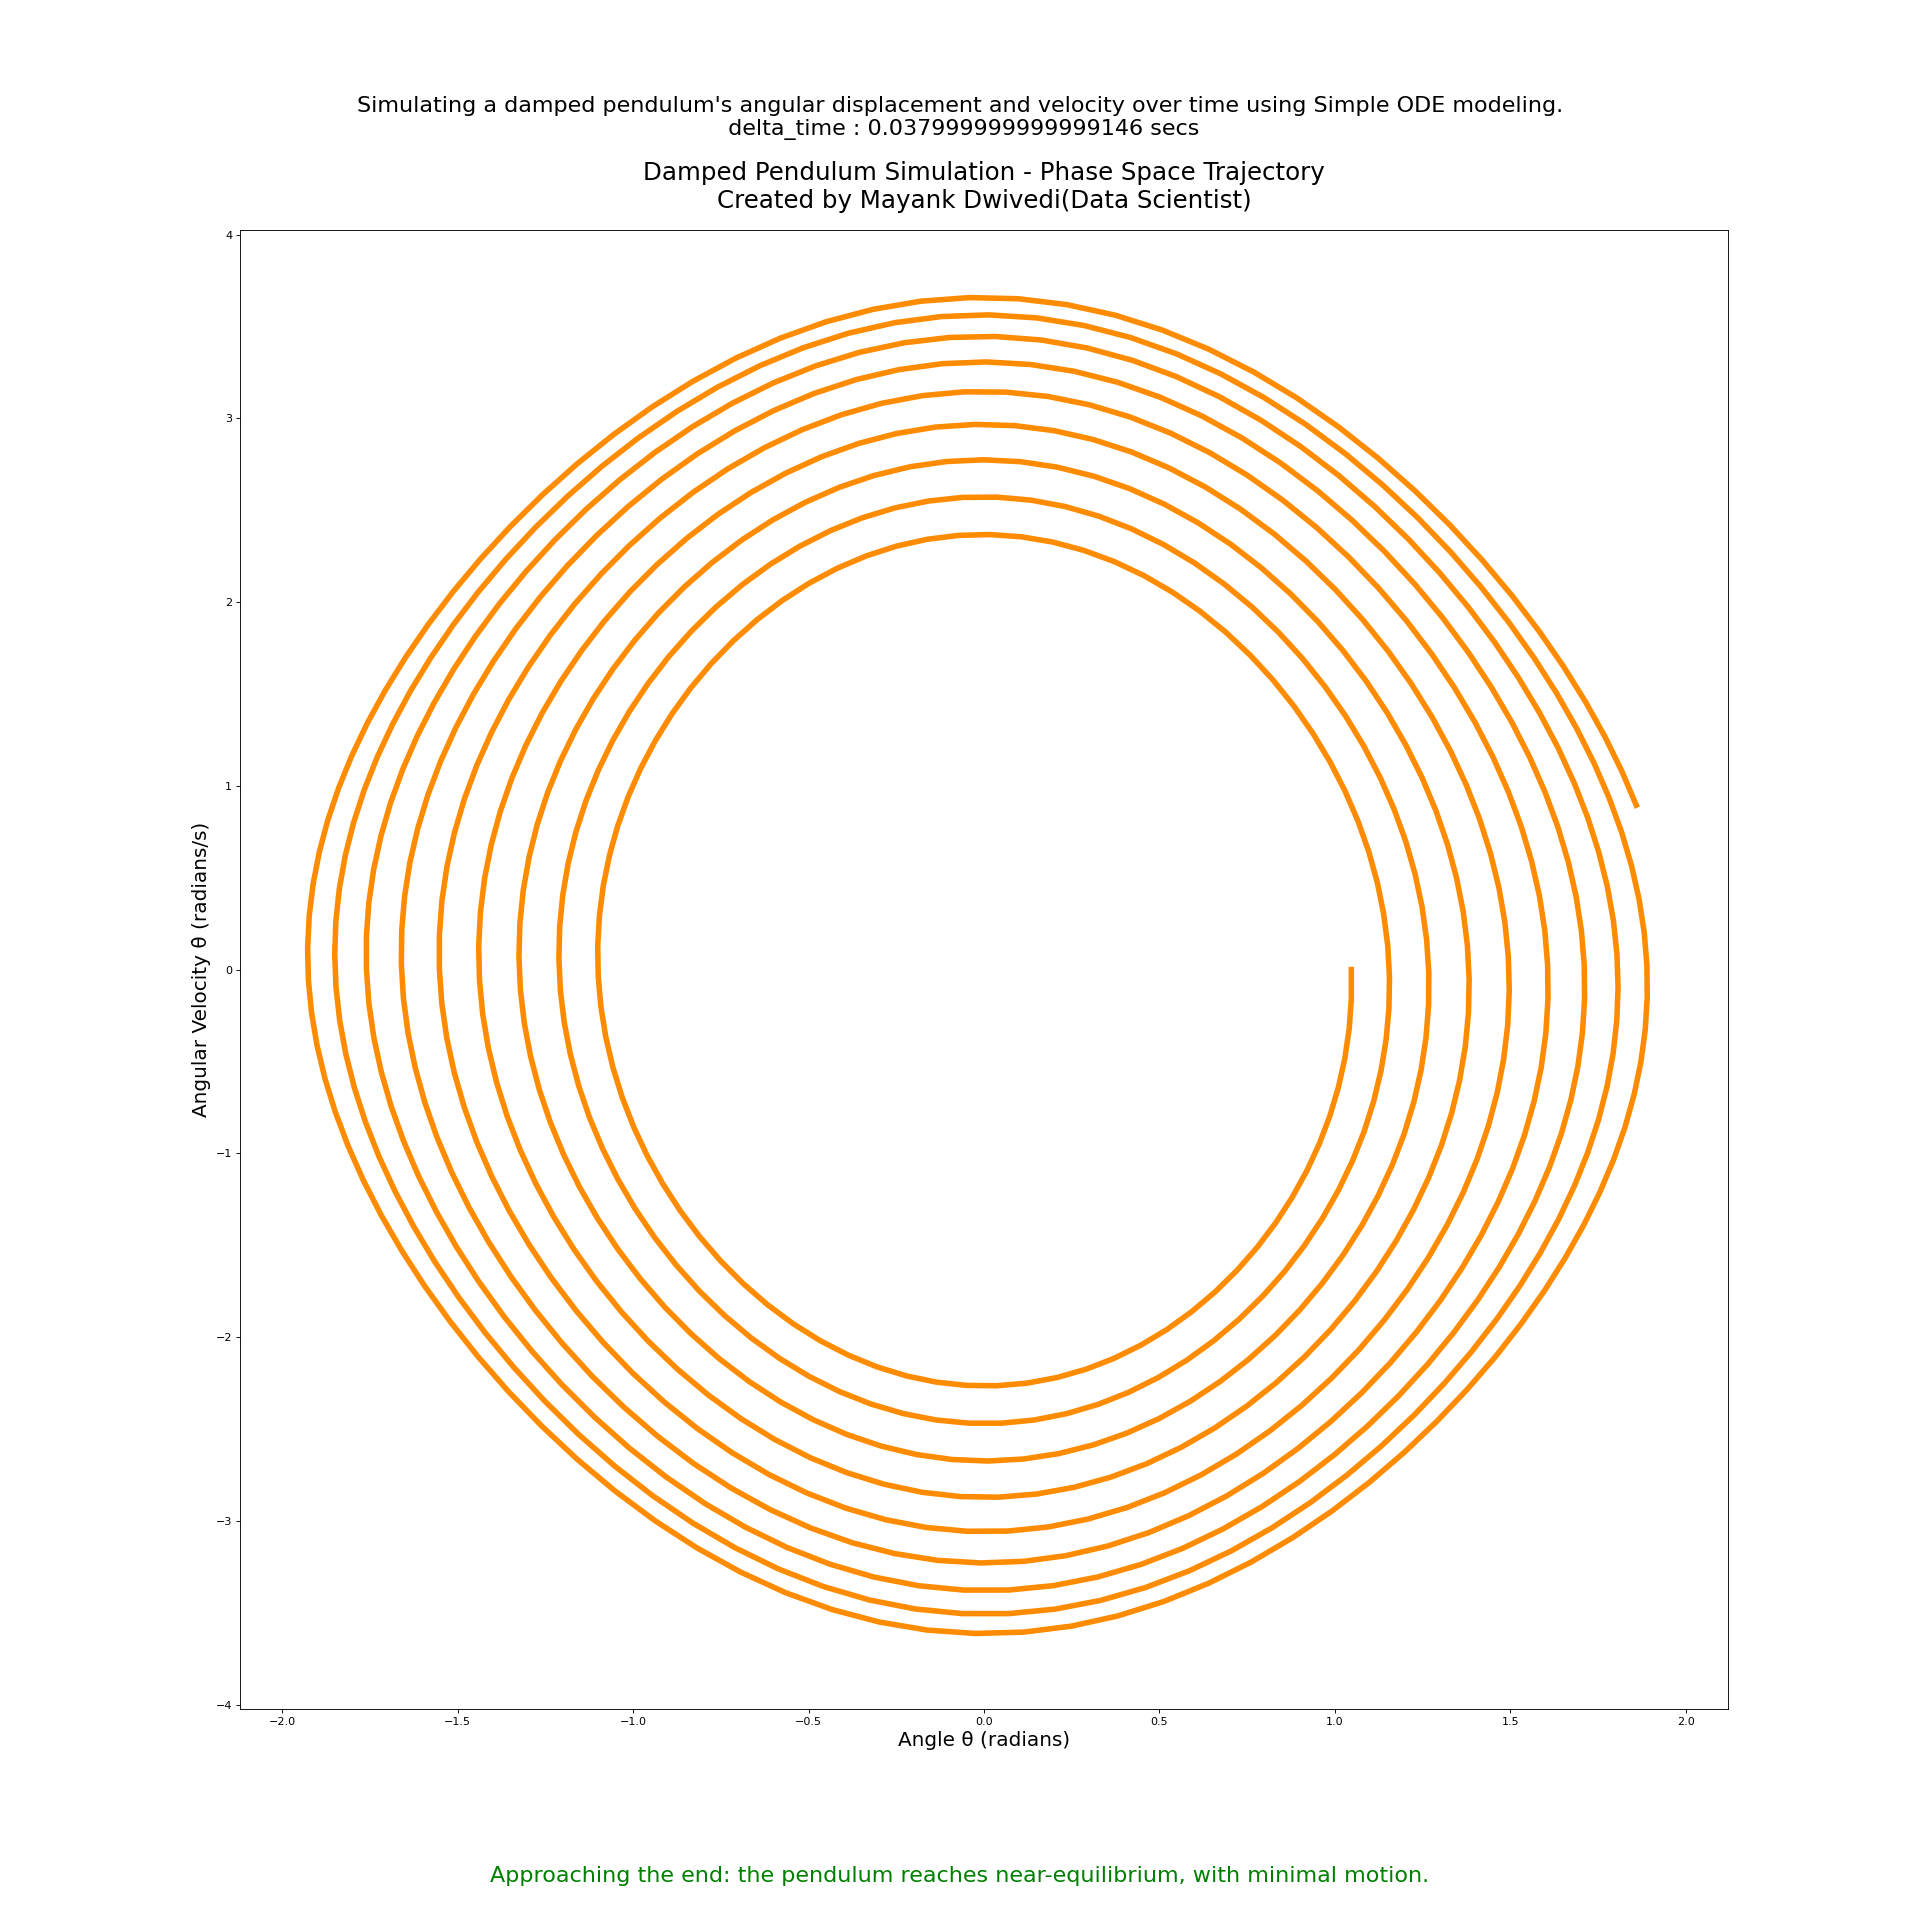 Simulating a damped pendulum's angular displacement and velocity over time using Simple ODE modeling.
delta_time : 0.037999999999999146 secs
Damped Pendulum Simulation - Phase Space Trajectory
Created by Mayank Dwivedi(Data Scientist)
4
3
2
1
0
−1
−2
−3
−4
Angular Velocity θ̇ (radians/s)
−2.0
−1.5
−1.0
−0.5
0.0
0.5
1.0
1.5
2.0
Angle θ (radians)
Approaching the end: the pendulum reaches near-equilibrium, with minimal motion.